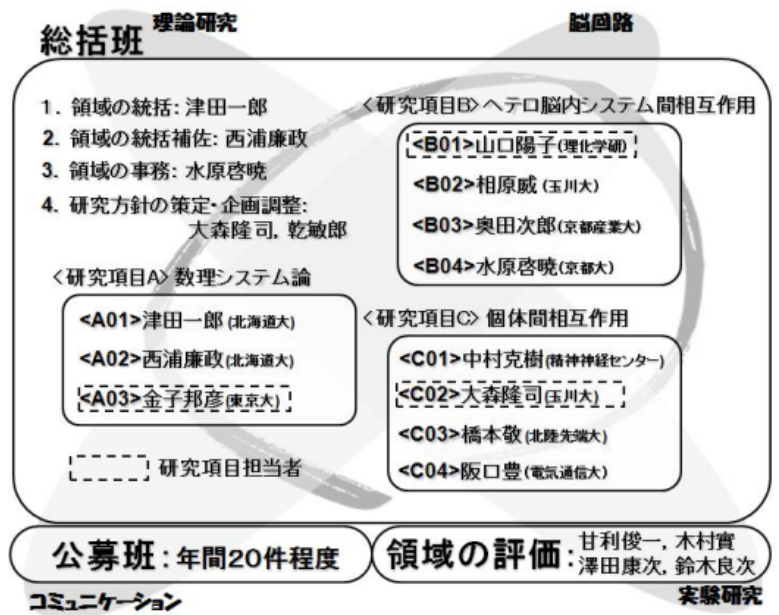 理論研究
脳回路
総括班
1. 領域の統括: 津田一郎
2. 領域の統括補佐: 西浦廉政
3. 領域の事務: 水原啓暁
4. 研究方針の策定・企画調整:
大森隆司, 乾敏郎
<研究項目A> 数理システム論
<A01>津田一郎 (北海道大)
<A02>西浦廉政(北海道大)
<A03>金子邦彦(東京大)
研究項目担当者
<研究項目B> ヘテロ脳内システム間相互作用
<B01>山口陽子(理化学研)
<B02>相原威 (玉川大)
<B03>奥田次郎(京都産業大)
<B04>水原啓暁(京都大)
<研究項目C> 個体間相互作用
<C01>中村克樹(精神神経センター)
<C02>大森隆司(玉川大)
<C03>橋本敬(北陸先端大)
<C04>阪口豊(電気通信大)
公募班:年間20件程度
領域の評価:甘利俊一, 木村實
澤田康次, 鈴木良次
コミュニケーション
実験研究